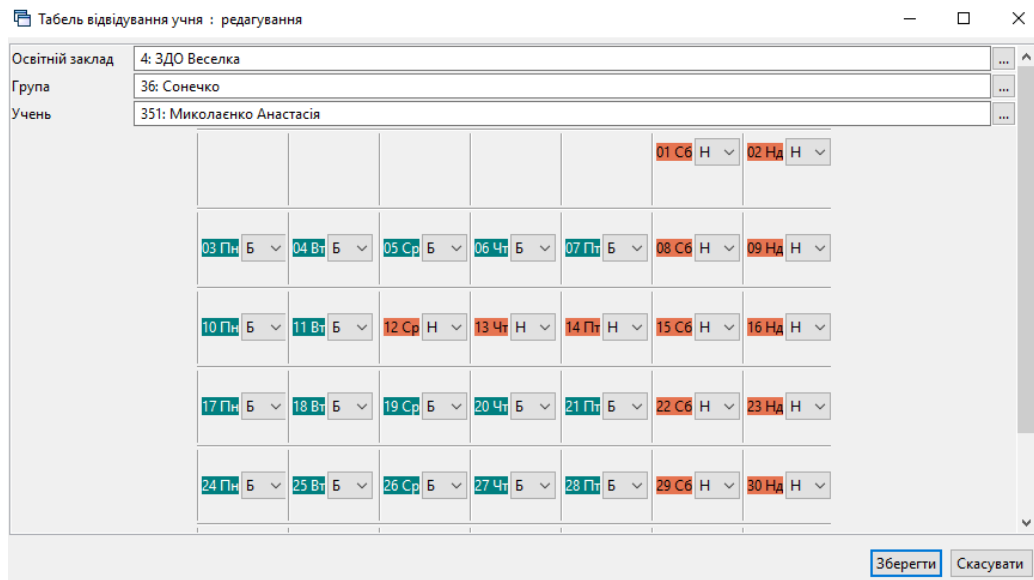 Табель відвідування учня : редагування
Освітній заклад 4: ЗДО Веселка ...
Група 36: Сонечко ...
Учень 351: Миколаєнко Анастасія ...
01 Сб Н 02 Нд Н
03 Пн Б 04 Вт Б 05 Ср Б 06 Чт Б 07 Пт Б 08 Сб Н 09 Нд Н
10 Пн Б 11 Вт Б 12 Ср Н 13 Чт Н 14 Пт Н 15 Сб Н 16 Нд Н
17 Пн Б 18 Вт Б 19 Ср Б 20 Чт Б 21 Пт Б 22 Сб Н 23 Нд Н
24 Пн Б 25 Вт Б 26 Ср Б 27 Чт Б 28 Пт Б 29 Сб Н 30 Нд Н
Зберегти Скасувати